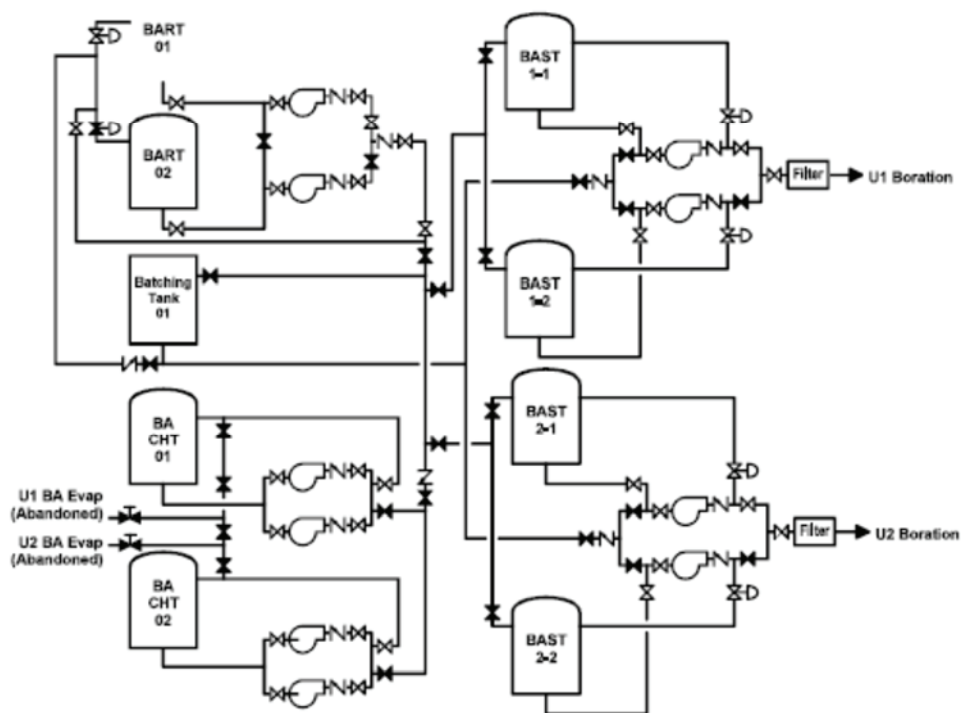 BART
01
BART
02
Batching
Tank
01
BA
CHT
01
U1 BA Evap
(Abandoned)
U2 BA Evap
(Abandoned)
BA
CHT
02
BAST
1-1
Filter
U1 Boration
BAST
1-2
BAST
2-1
Filter
U2 Boration
BAST
2-2